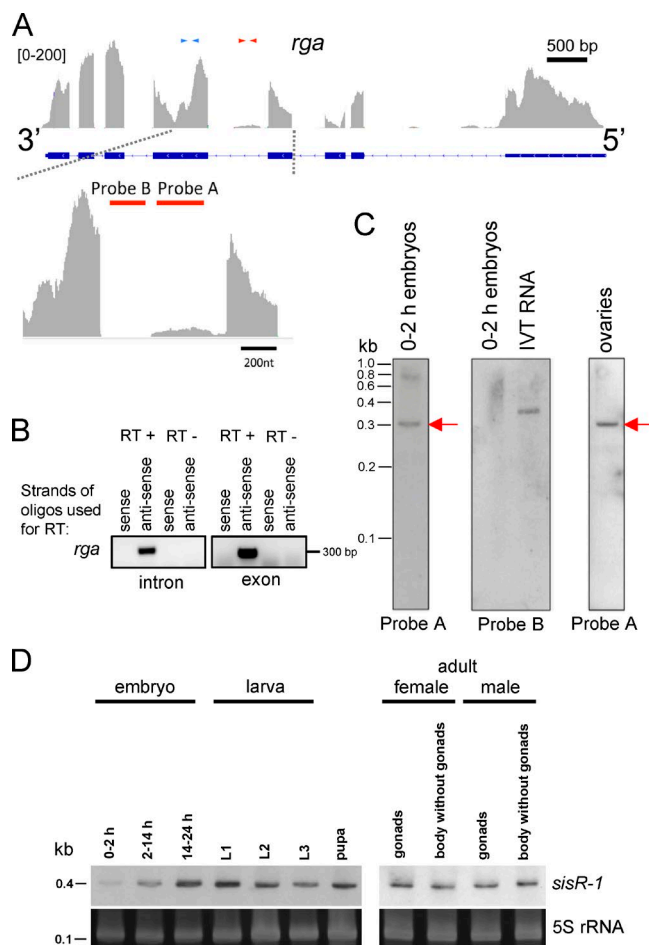 A
[0-200]
rga
500 bp
3’
5’
Probe B
Probe A
200nt
B
RT +
RT -
RT +
RT -
Strands of
oligos used
for RT:
sense
anti-sense
sense
anti-sense
sense
anti-sense
sense
anti-sense
rga
300 bp
intron
exon
C
kb
0-2 h embryos
0-2 h embryos
IVT RNA
ovaries
1.0
0.8
0.6
0.4
0.3
0.2
0.1
Probe A
Probe B
Probe A
D
embryo
larva
adult
female
male
kb
0-2 h
2-14 h
14-24 h
L1
L2
L3
pupa
gonads
body without gonads
gonads
body without gonads
0.4
sisR-1
0.1
5S rRNA